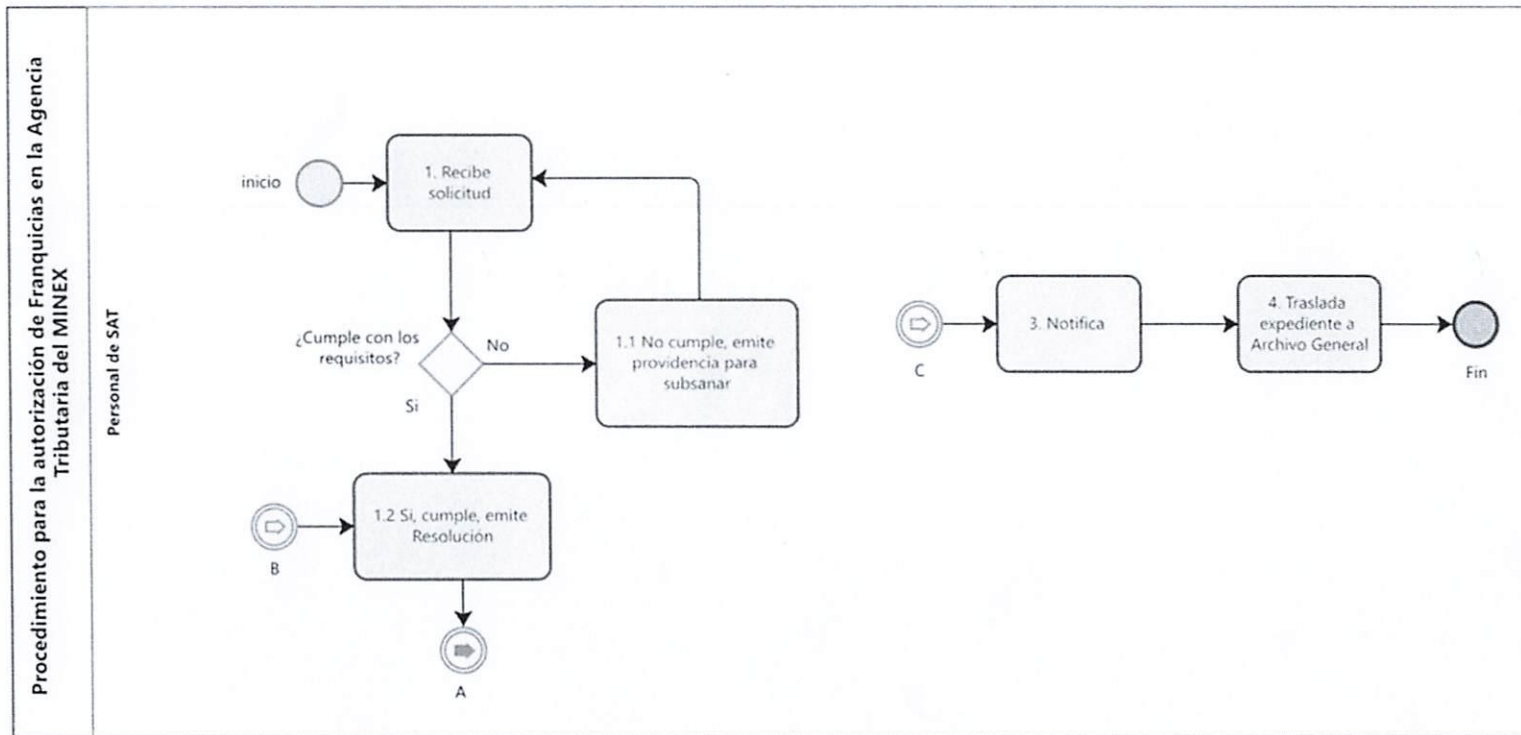 Procedimiento para la autorización de Franquicias en la Agencia
Tributaria del MINEX
Personal de SAT
inicio
1. Recibe
solicitud
¿Cumple con los
requisitos?
No
Si
1.1 No cumple, emite
providencia para
subsanar
1.2 Si, cumple, emite
Resolución
B
A
C
3. Notifica
4. Traslada
expediente a
Archivo General
Fin